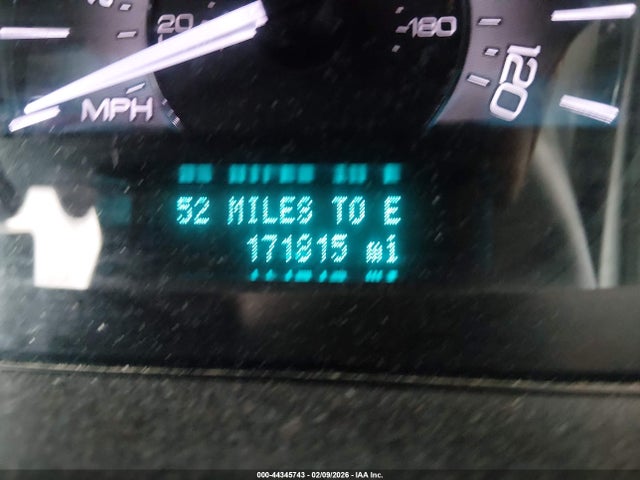 20
180
MPH
120
52 MILES TO E
171815 mi
000-44345743 - 02/09/2026 - IAA Inc.